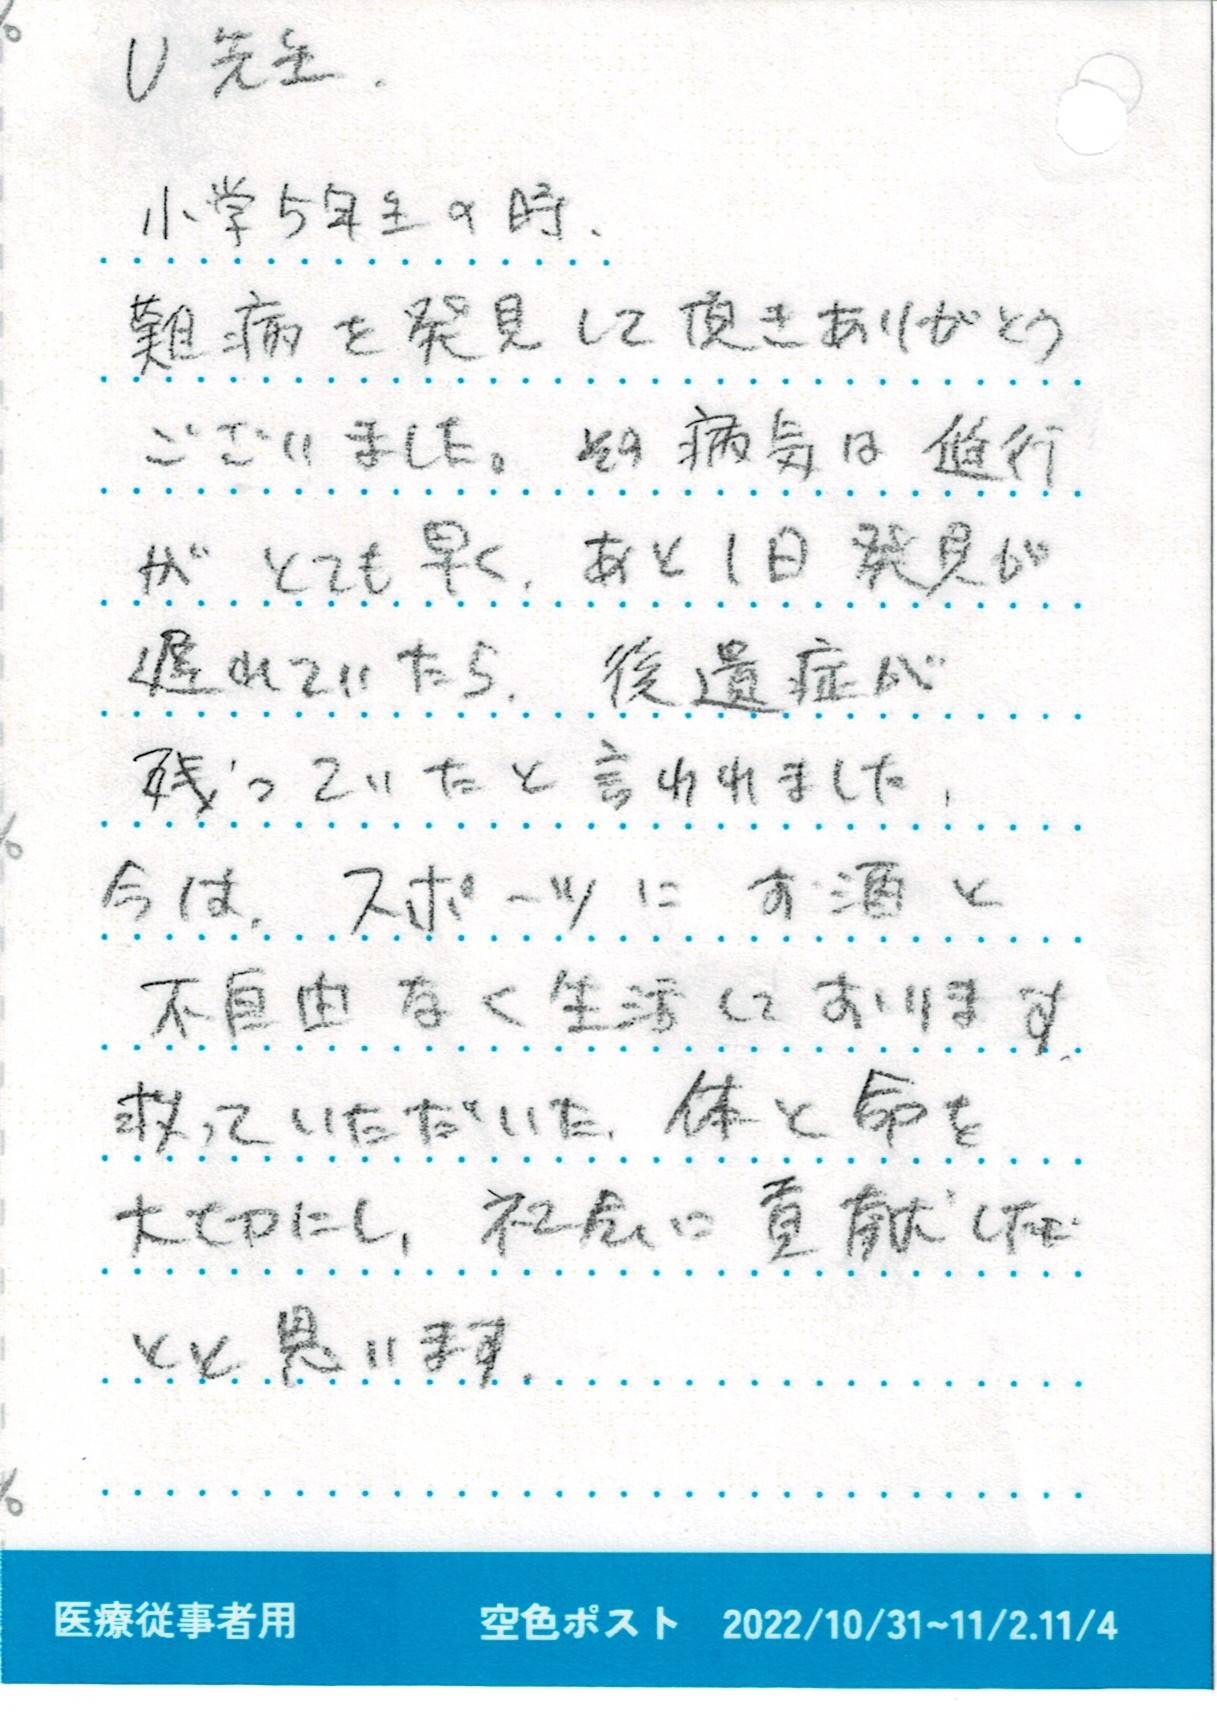 U 先生.
小学5年生の時、
難病を発見して頂きありがとう
ございました。その病気は進行
がとても早く、あと1日発見が
遅れていたら、後遺症が
残っていたと言われました、
今は、スポーツにお酒と
不自由なく生活しております、
救っていただいた、体と命を
大切にし、社会に貢献して
と思います、
医療従事者用 空色ポスト 2022/10/31~11/2.11/4